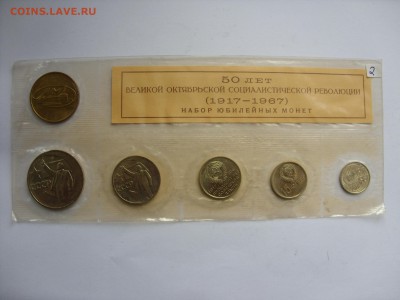 COINS.LAVE.RU
50 ЛЕТ
ВЕЛИКОЙ ОКТЯБРЬСКОЙ СОЦИАЛИСТИЧЕСКОЙ РЕВОЛЮЦИИ
(1917—1967)
НАБОР ЮБИЛЕЙНЫХ МОНЕТ
2